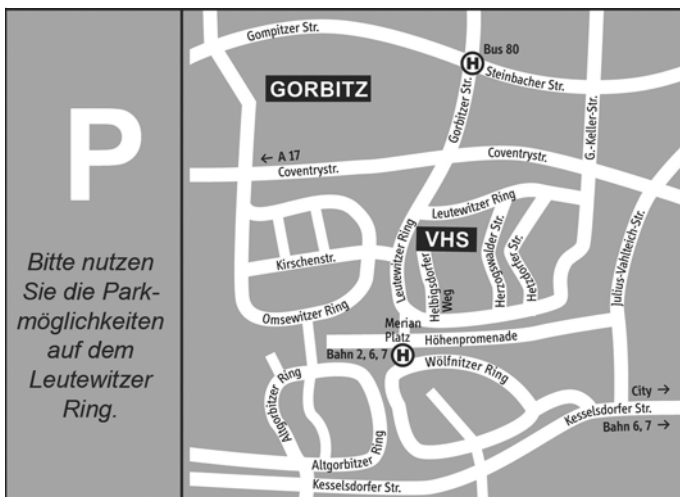 P
Bitte nutzen
Sie die Park-
möglichkeiten
auf dem
Leutewitzer
Ring.
Gompitzer Str.
H
Bus 80
Steinbacher Str.
GORBITZ
Gorbitzer Str.
G.-Keller-Str.
← A 17
Coventrystr.
Coventrystr.
Leutewitzer Ring
Julius-Vahlteich-Str.
VHS
Leutewitzer Ring
Helbigsdorfer
Weg
Herzogswalder Str.
Hetzdorfer Str.
Kirschenstr.
Omsewitzer Ring
Merian
Platz
Höhenpromenade
Bahn 2, 6, 7
H
Wölfnitzer Ring
Altgorbitzer Ring
City →
Kesselsdorfer Str.
Bahn 6, 7 →
Altgorbitzer Ring
Kesselsdorfer Str.